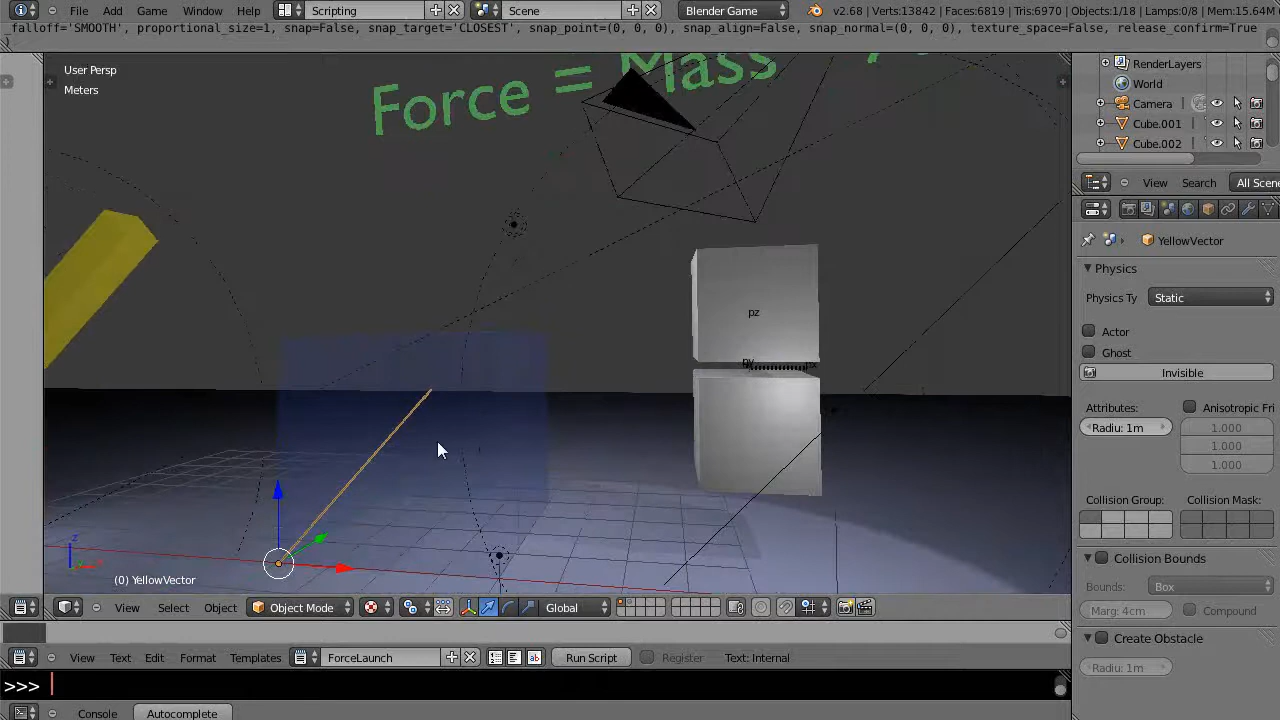 File Add Game Window Help Scripting Scene Blender Game v2.68 | Verts:13842 | Faces:6819 | Tris:6970 | Objects:1/18 | Lamps:0/8 | Mem:15.64M
_falloff='SMOOTH', proportional_size=1, snap=False, snap_target='CLOSEST', snap_point=(0, 0, 0), snap_align=False, snap_normal=(0, 0, 0), texture_space=False, release_confirm=True
)
User Persp
Meters
Force = Mass
RenderLayers
World
Camera
Cube.001
Cube.002
View Search All Scene
YellowVector
Physics
Physics Ty Static
Actor
Ghost
Invisible
Attributes: Anisotropic Fri
Radiu: 1m 1.000
1.000
1.000
Collision Group: Collision Mask:
Collision Bounds
Bounds: Box
Marg: 4cm Compound
Create Obstacle
Radiu: 1m
pz
py px
z
(0) YellowVector
View Select Object Object Mode Global
View Text Edit Format Templates ForceLaunch Run Script Register Text: Internal
>>>
Console Autocomplete